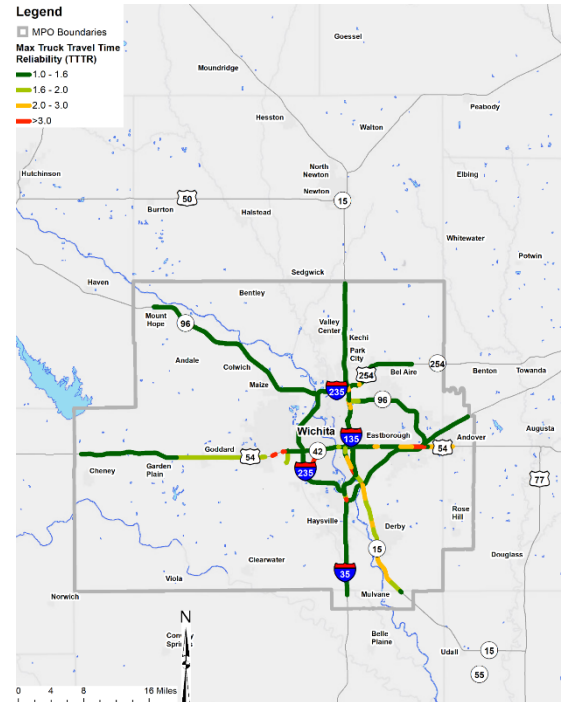 Legend
MPO Boundaries
Max Truck Travel Time
Reliability (TTTR)
1.0 - 1.6
1.6 - 2.0
2.0 - 3.0
>3.0
Goessel
Moundridge
Peabody
Hesston
Walton
Hutchinson
North
Newton
Elbing
Newton
50
15
Burrton
Halstead
Whitewater
Potwin
Sedgwick
Haven
Bentley
Mount
Hope
96
Valley
Center
Kechi
Park
City
Andale
Colwich
254
254
Bel Aire
Benton
Towanda
Maize
235
96
Wichita
135
Eastborough
Andover
Augusta
Goddard
54
42
54
Cheney
Garden
Plain
235
77
Rose
Hill
Haysville
Derby
15
Douglass
Clearwater
Viola
35
Norwich
Mulvane
N
Belle
Plaine
Udall
15
55
0
4
8
16 Miles